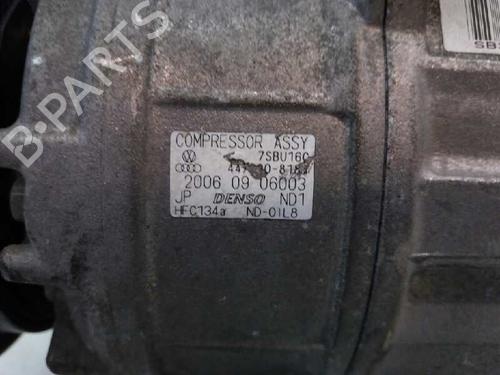 COMPRESSOR ASSY
7SBU16C
2006 09 06003
JP DENSO ND1
HFC134a ND-OIL8
B-PARTS